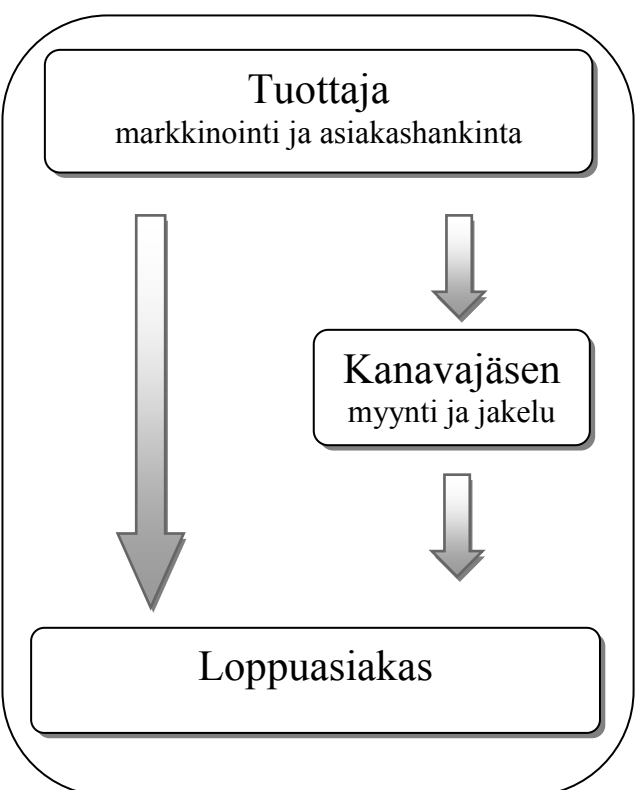 Tuottaja
markkinointi ja asiakashankinta
Kanavajäsen
myynti ja jakelu
Loppuasiakas